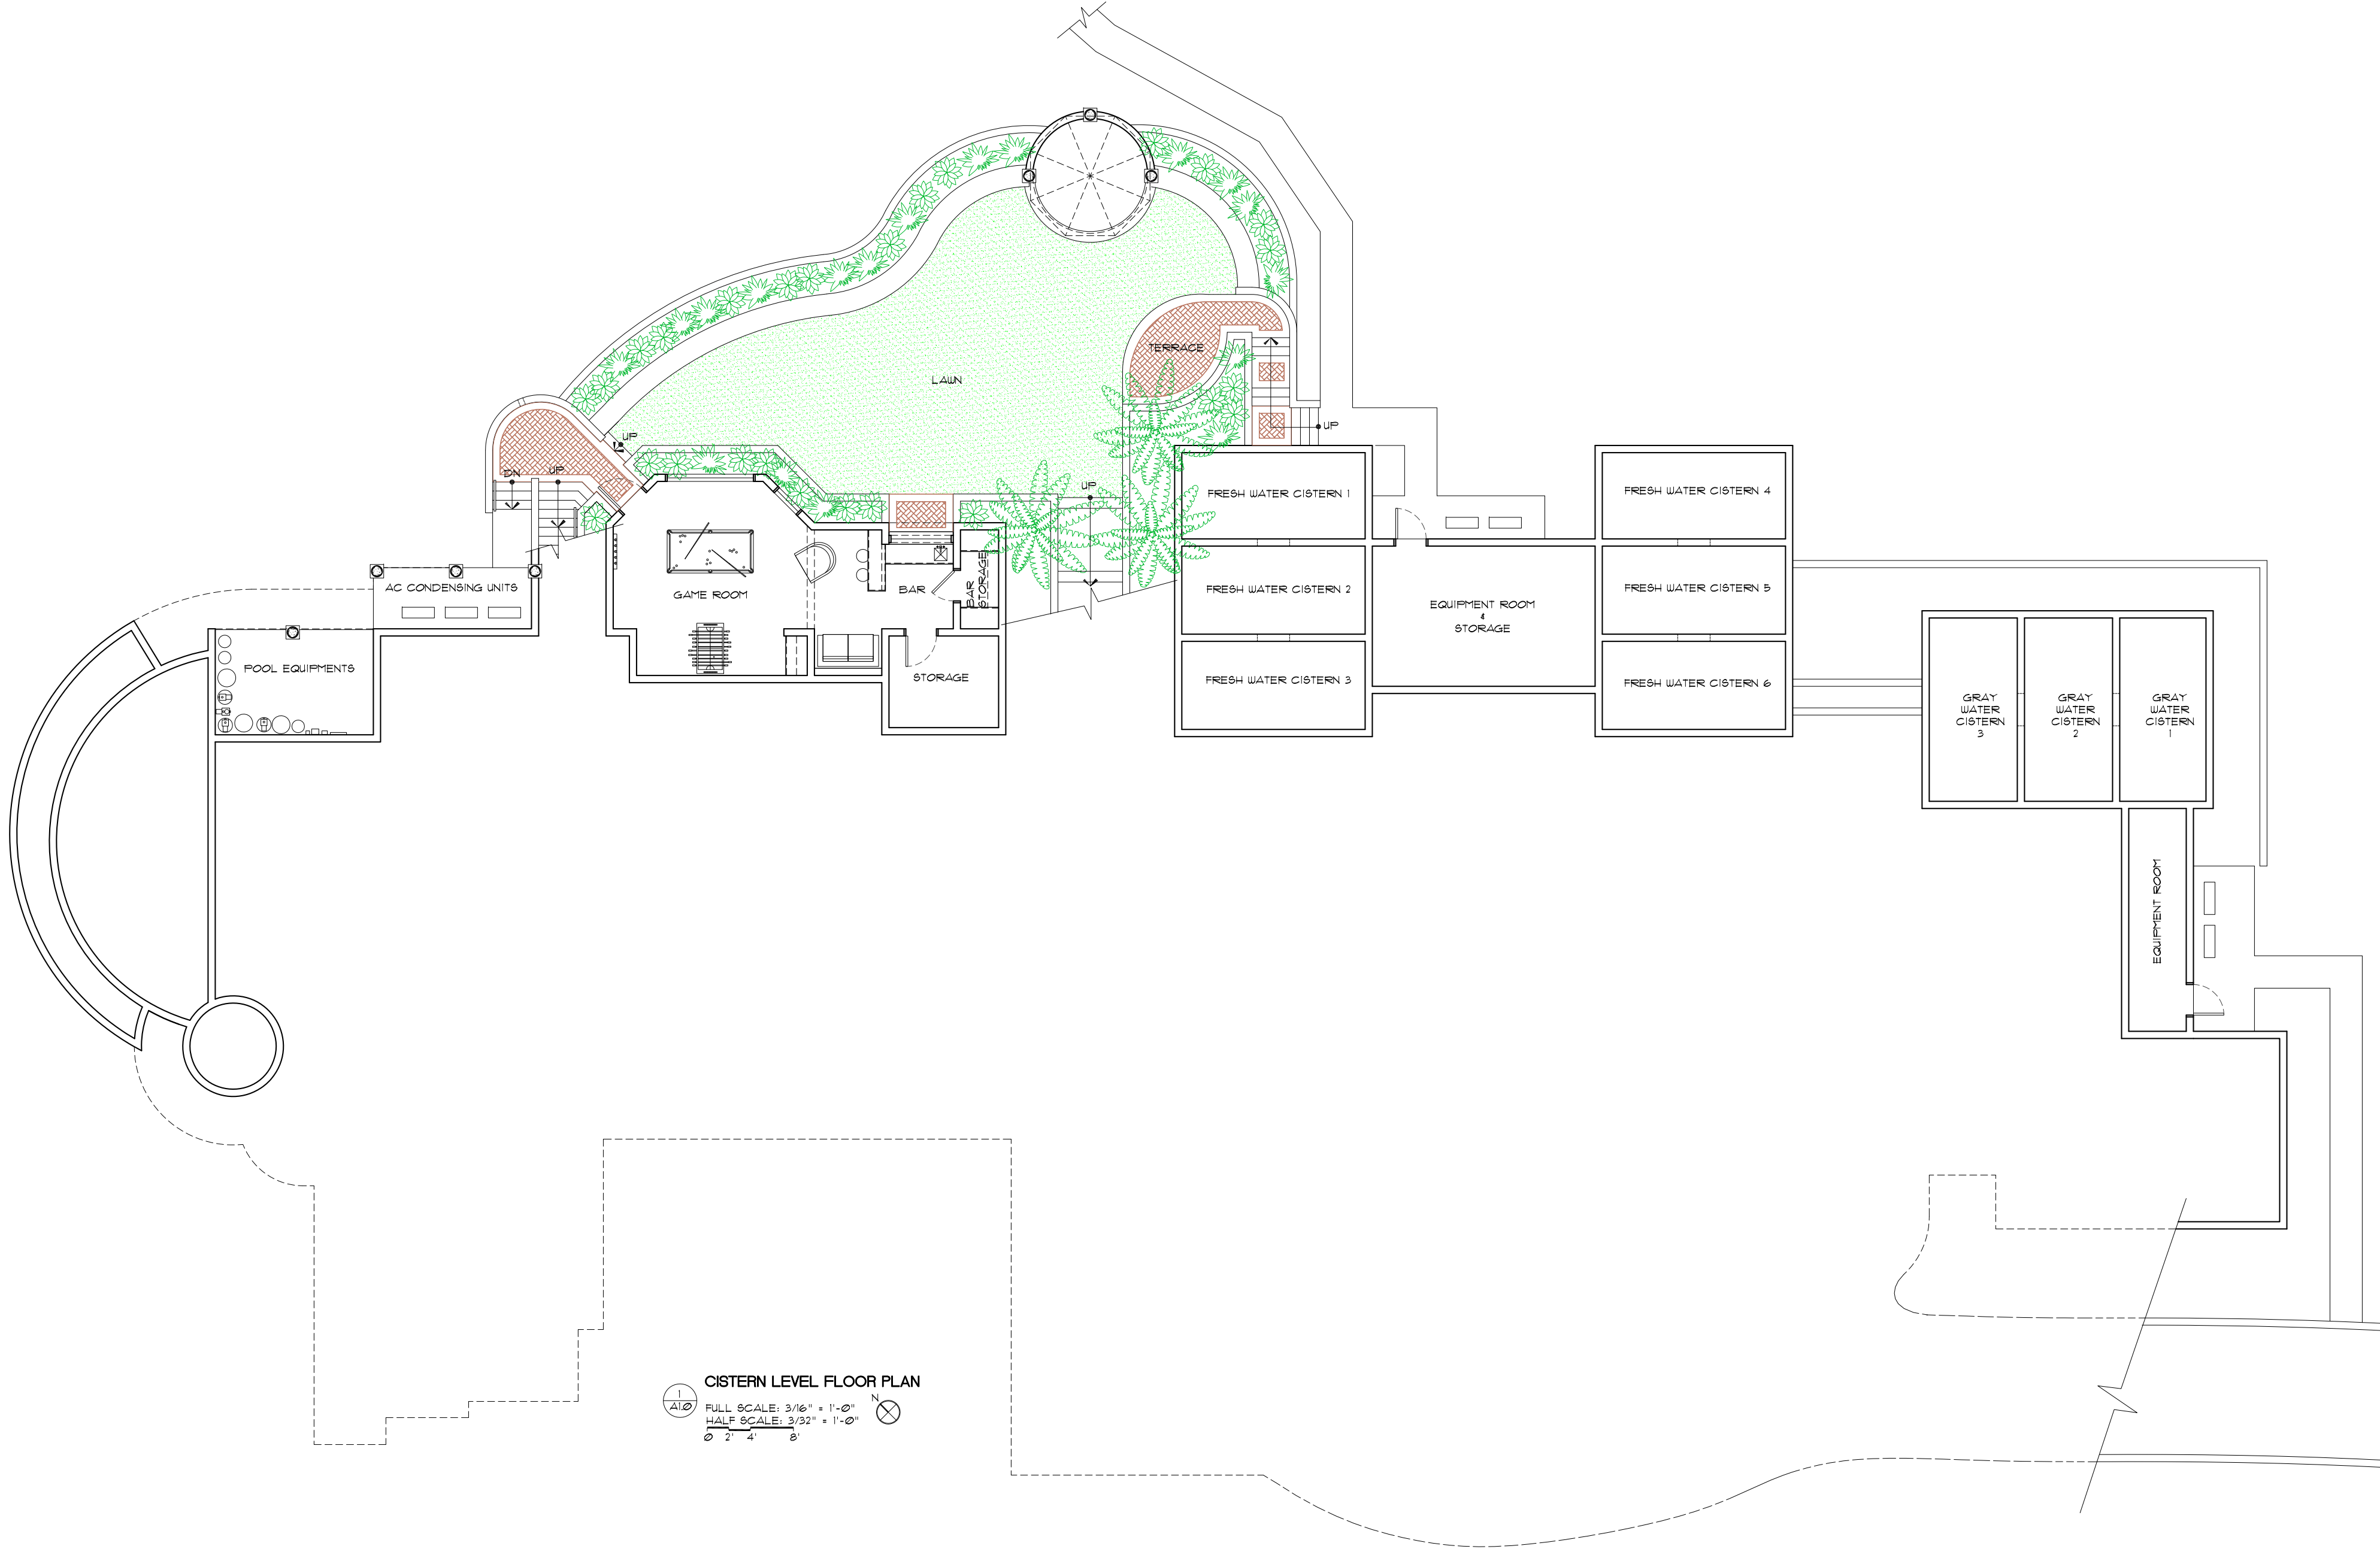 UP
TERRACE
LAWN
UP
UP
DN
UP
UP
FRESH WATER CISTERN 1
FRESH WATER CISTERN 4
AC CONDENSING UNITS
GAME ROOM
BAR
BAR
STORAGE
FRESH WATER CISTERN 2
EQUIPMENT ROOM
&
STORAGE
FRESH WATER CISTERN 5
POOL EQUIPMENTS
STORAGE
FRESH WATER CISTERN 3
FRESH WATER CISTERN 6
GRAY
WATER
CISTERN
3
GRAY
WATER
CISTERN
2
GRAY
WATER
CISTERN
1
EQUIPMENT ROOM
1
A1.0
CISTERN LEVEL FLOOR PLAN
N
FULL SCALE: 3/16" = 1'-0"
HALF SCALE: 3/32" = 1'-0"
0 2' 4' 8'